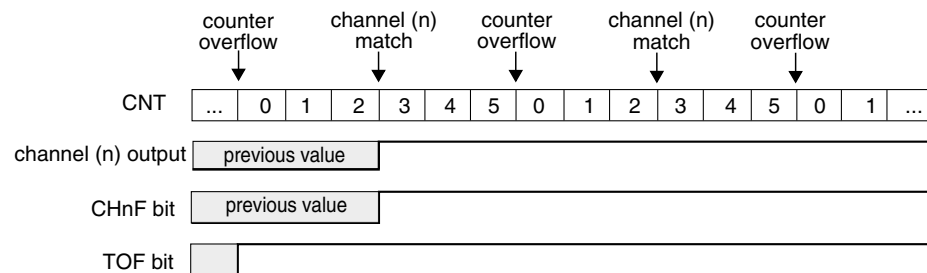 counter overflow
channel (n) match
counter overflow
channel (n) match
counter overflow
CNT ... 0 1 2 3 4 5 0 1 2 3 4 5 0 1 ...
channel (n) output previous value
CHnF bit previous value
TOF bit